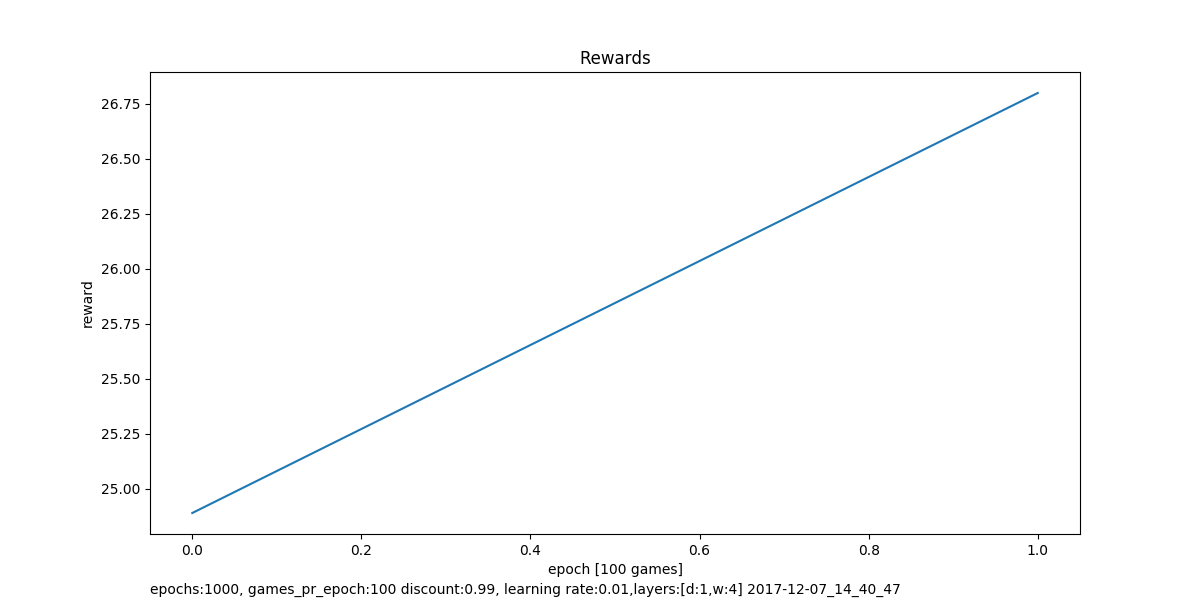 Rewards
26.75
26.50
26.25
26.00
25.75
25.50
25.25
25.00
reward
0.0 0.2 0.4 0.6 0.8 1.0
epoch [100 games]
epochs:1000, games_pr_epoch:100 discount:0.99, learning rate:0.01,layers:[d:1,w:4] 2017-12-07_14_40_47